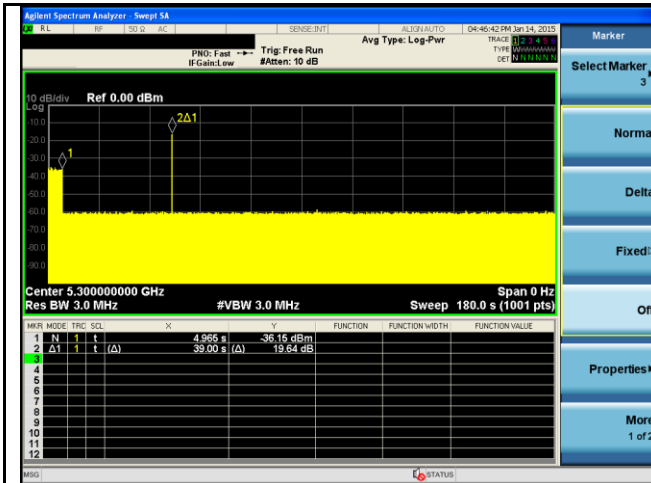 Agilent Spectrum Analyzer - Swept SA
RL RF 50 Ω AC SENSE:INT ALIGN AUTO 04:46:42 PM Jan 14, 2015
Marker
Avg Type: Log-Pwr TRACE 1 2 3 4 5 6
PNO: Fast Trig: Free Run TYPE
IFGain:Low #Atten: 10 dB DET N N N N N N
Select Marker
3
10 dB/div Ref 0.00 dBm
Log
2Δ1
-10.0
-20.0
Norma
-30.0
1
-40.0
-50.0
Delta
-60.0
-70.0
-80.0
Fixed
-90.0
Center 5.300000000 GHz Span 0 Hz
Res BW 3.0 MHz #VBW 3.0 MHz Sweep 180.0 s (1001 pts)
Of
MKR MODE TRC SCL X Y FUNCTION FUNCTION WIDTH FUNCTION VALUE
1 N 1 t 4.965 s -36.15 dBm
2 Δ1 1 t (Δ) 39.00 s (Δ) 19.64 dB
3
4
5
Properties
6
7
8
9
More
10
1 of 2
11
12
MSG STATUS